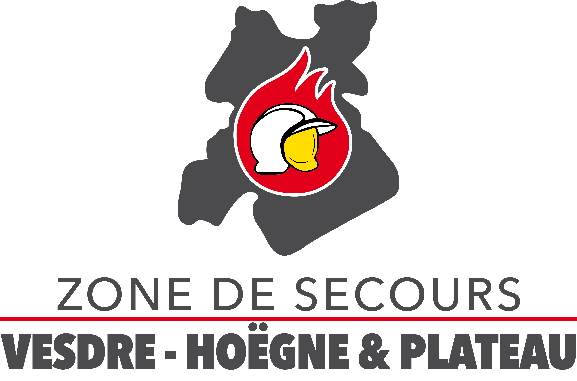 ZONE DE SECOURS
VESDRE - HOËGNE & PLATEAU